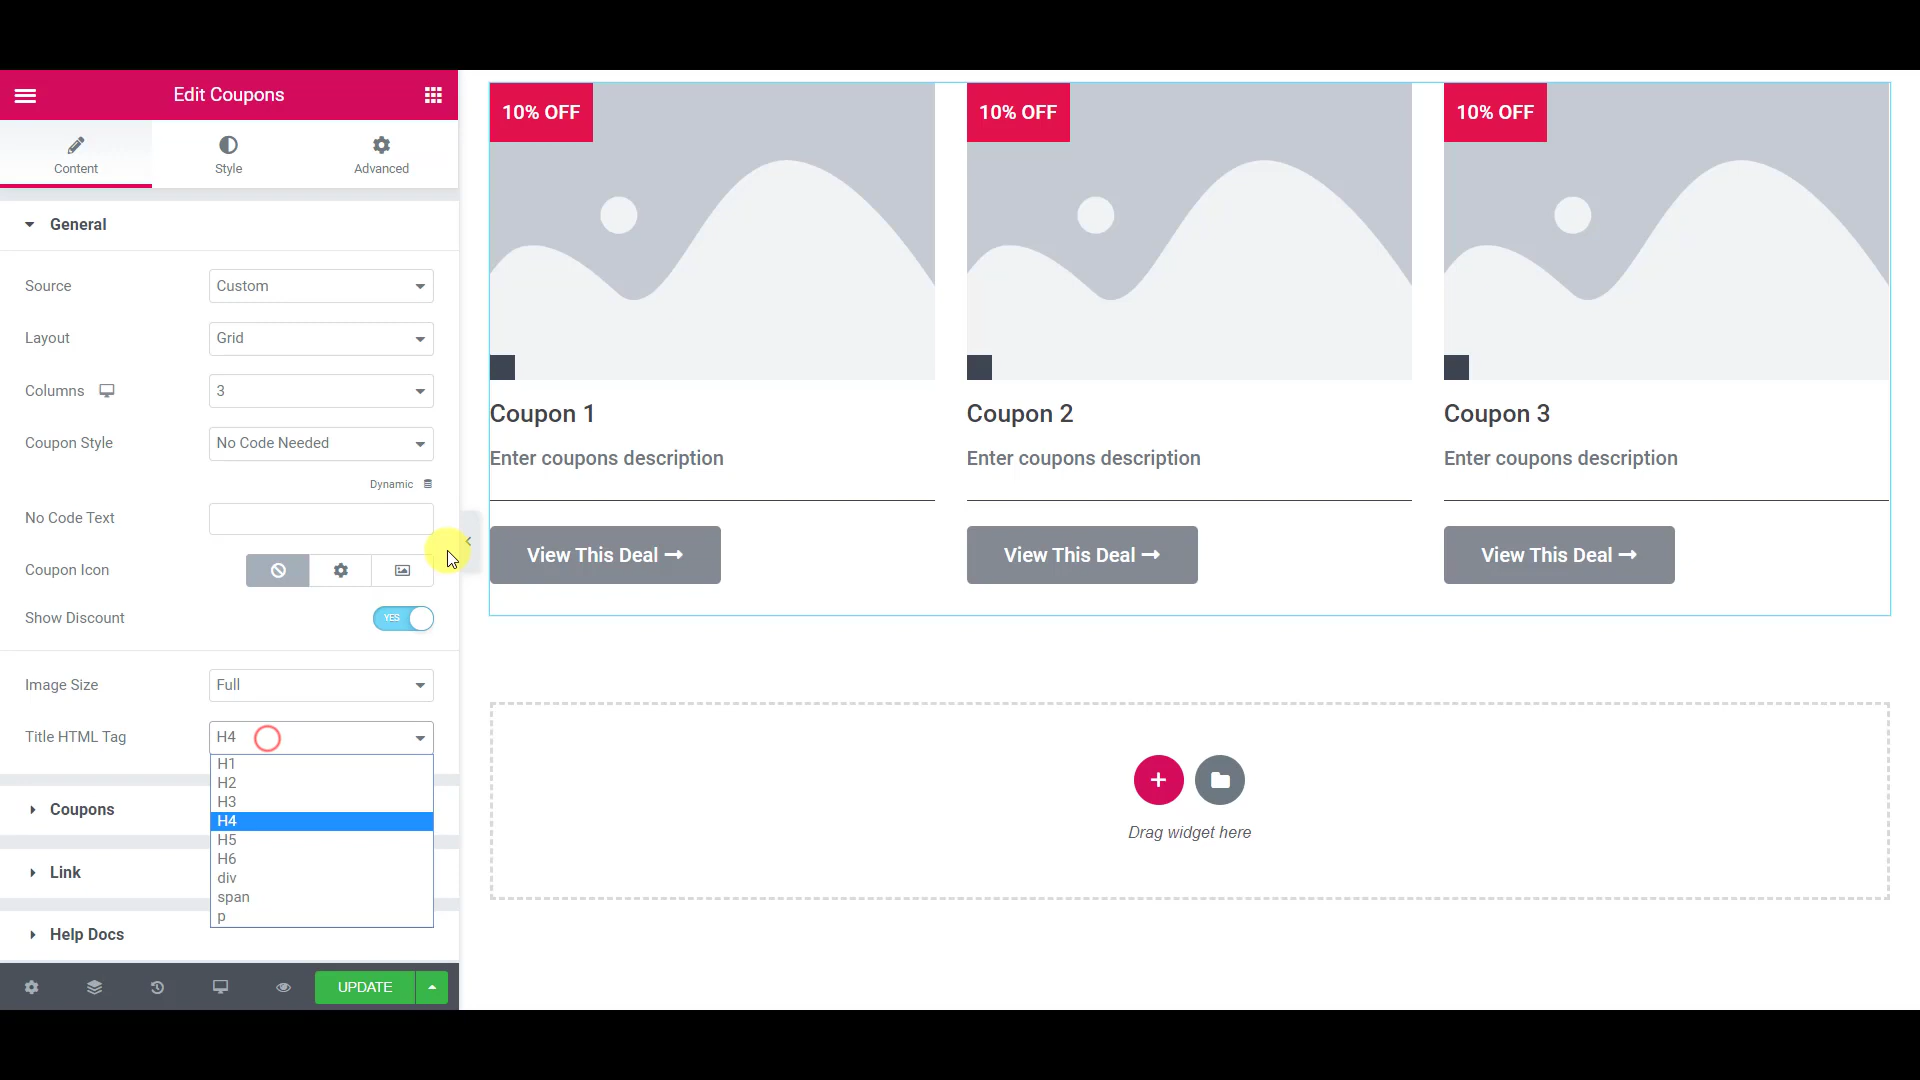 Edit Coupons
Content
Style
Advanced
General
Source
Custom
Layout
Grid
Columns
3
Coupon Style
No Code Needed
Dynamic
No Code Text
Coupon Icon
Show Discount
YES
Image Size
Full
Title HTML Tag
H4
H1
H2
H3
H4
H5
H6
div
span
p
Coupons
Link
Help Docs
UPDATE
10% OFF
Coupon 1
Enter coupons description
View This Deal →
10% OFF
Coupon 2
Enter coupons description
View This Deal →
10% OFF
Coupon 3
Enter coupons description
View This Deal →
Drag widget here